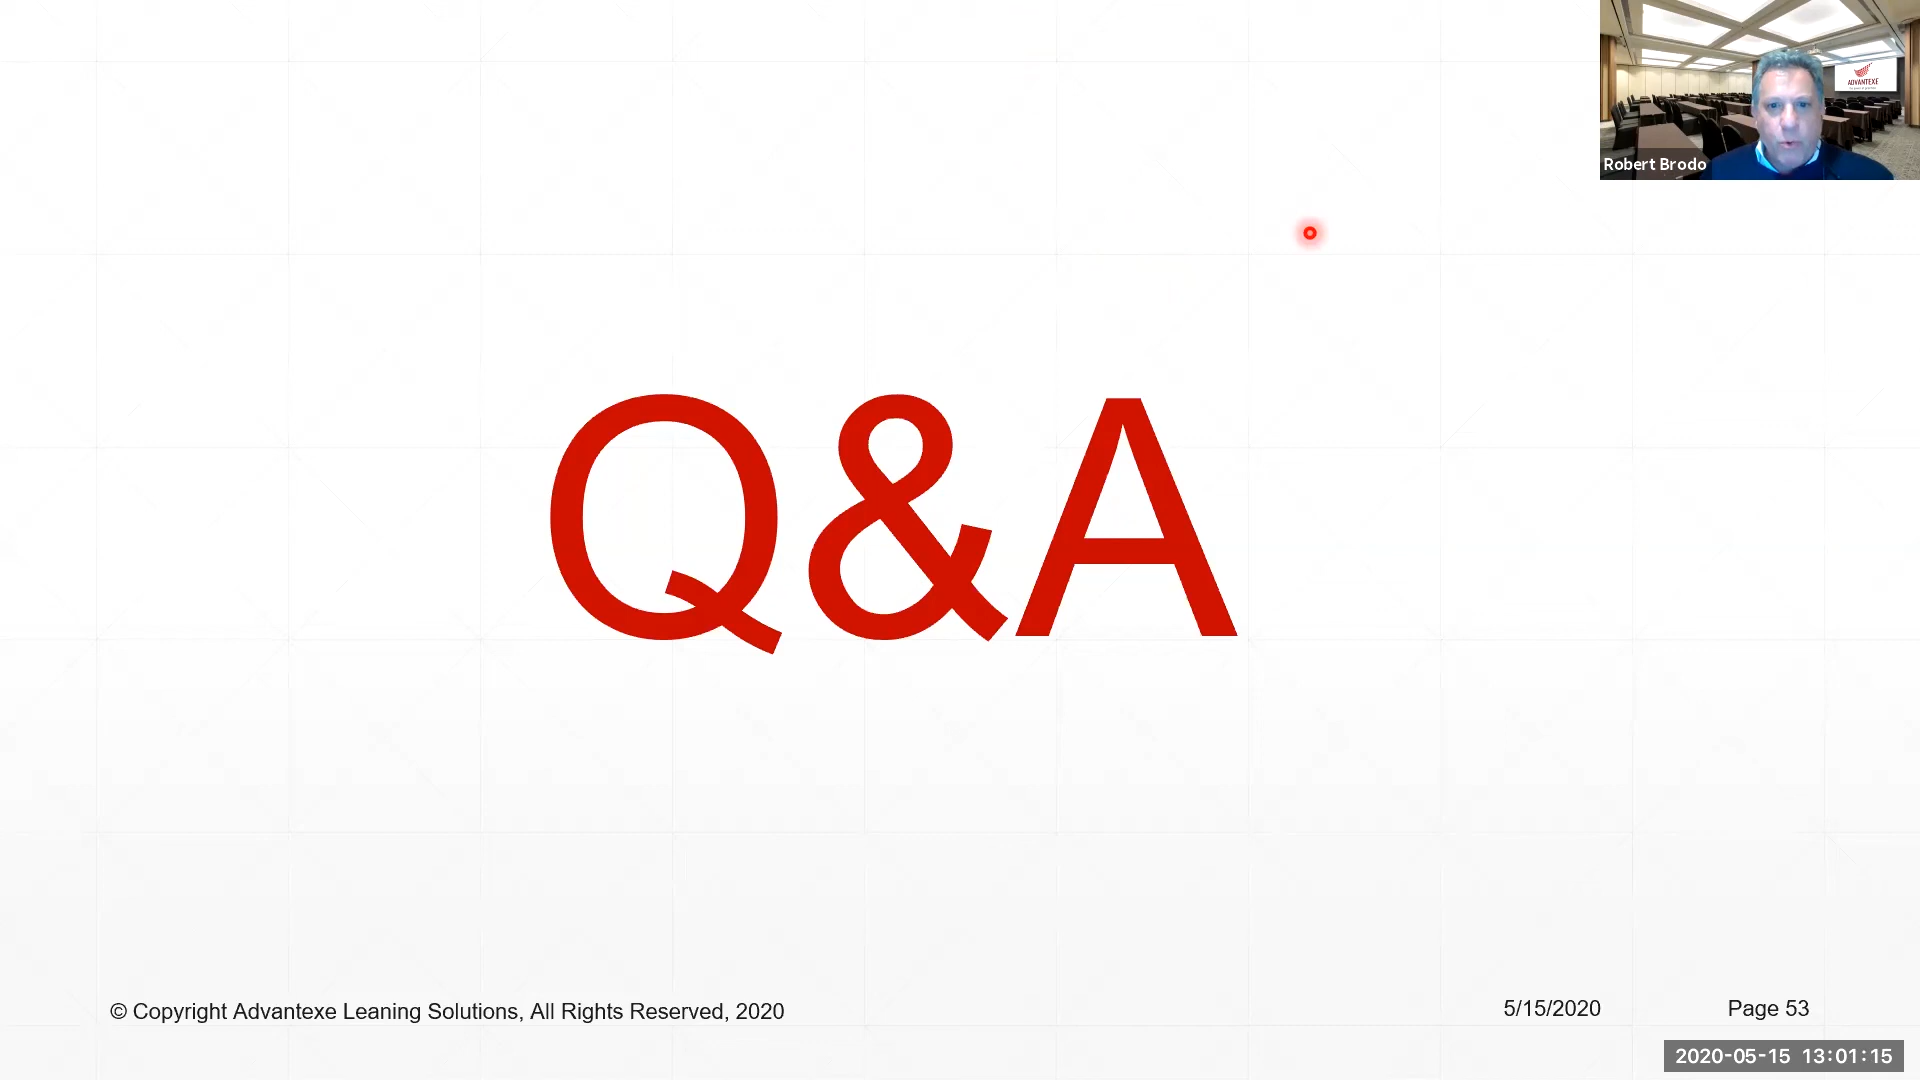 ADVANTEXE
Robert Brodo
Q&A
© Copyright Advantexe Leaning Solutions, All Rights Reserved, 2020
5/15/2020
Page 53
2020-05-15 13:01:15